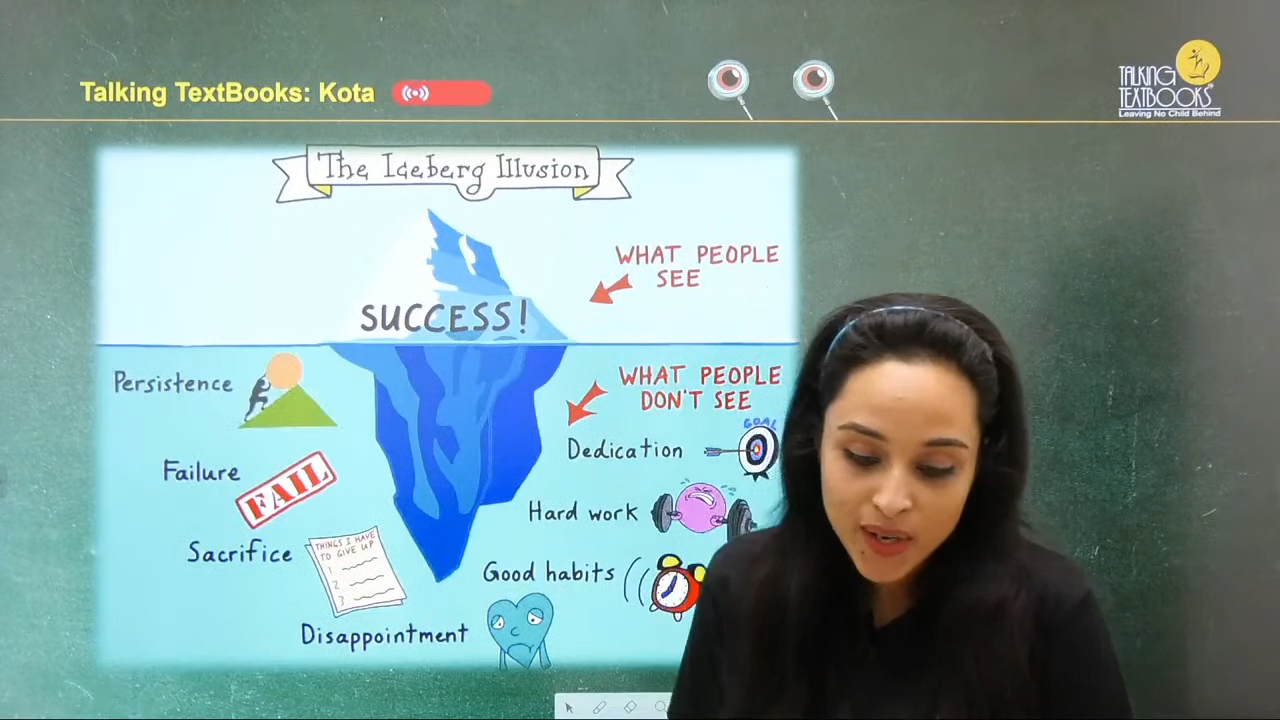 Talking TextBooks: Kota
TALKING
TEXTBOOKS
Leaving No Child Behind
The Iceberg Illusion
WHAT PEOPLE
SEE
SUCCESS!
Persistence
WHAT PEOPLE
DON'T SEE
GOAL
Dedication
Failure
FAIL
Hard work
Sacrifice
THINGS I HAVE
TO GIVE UP
1
2
3
Good habits
Disappointment